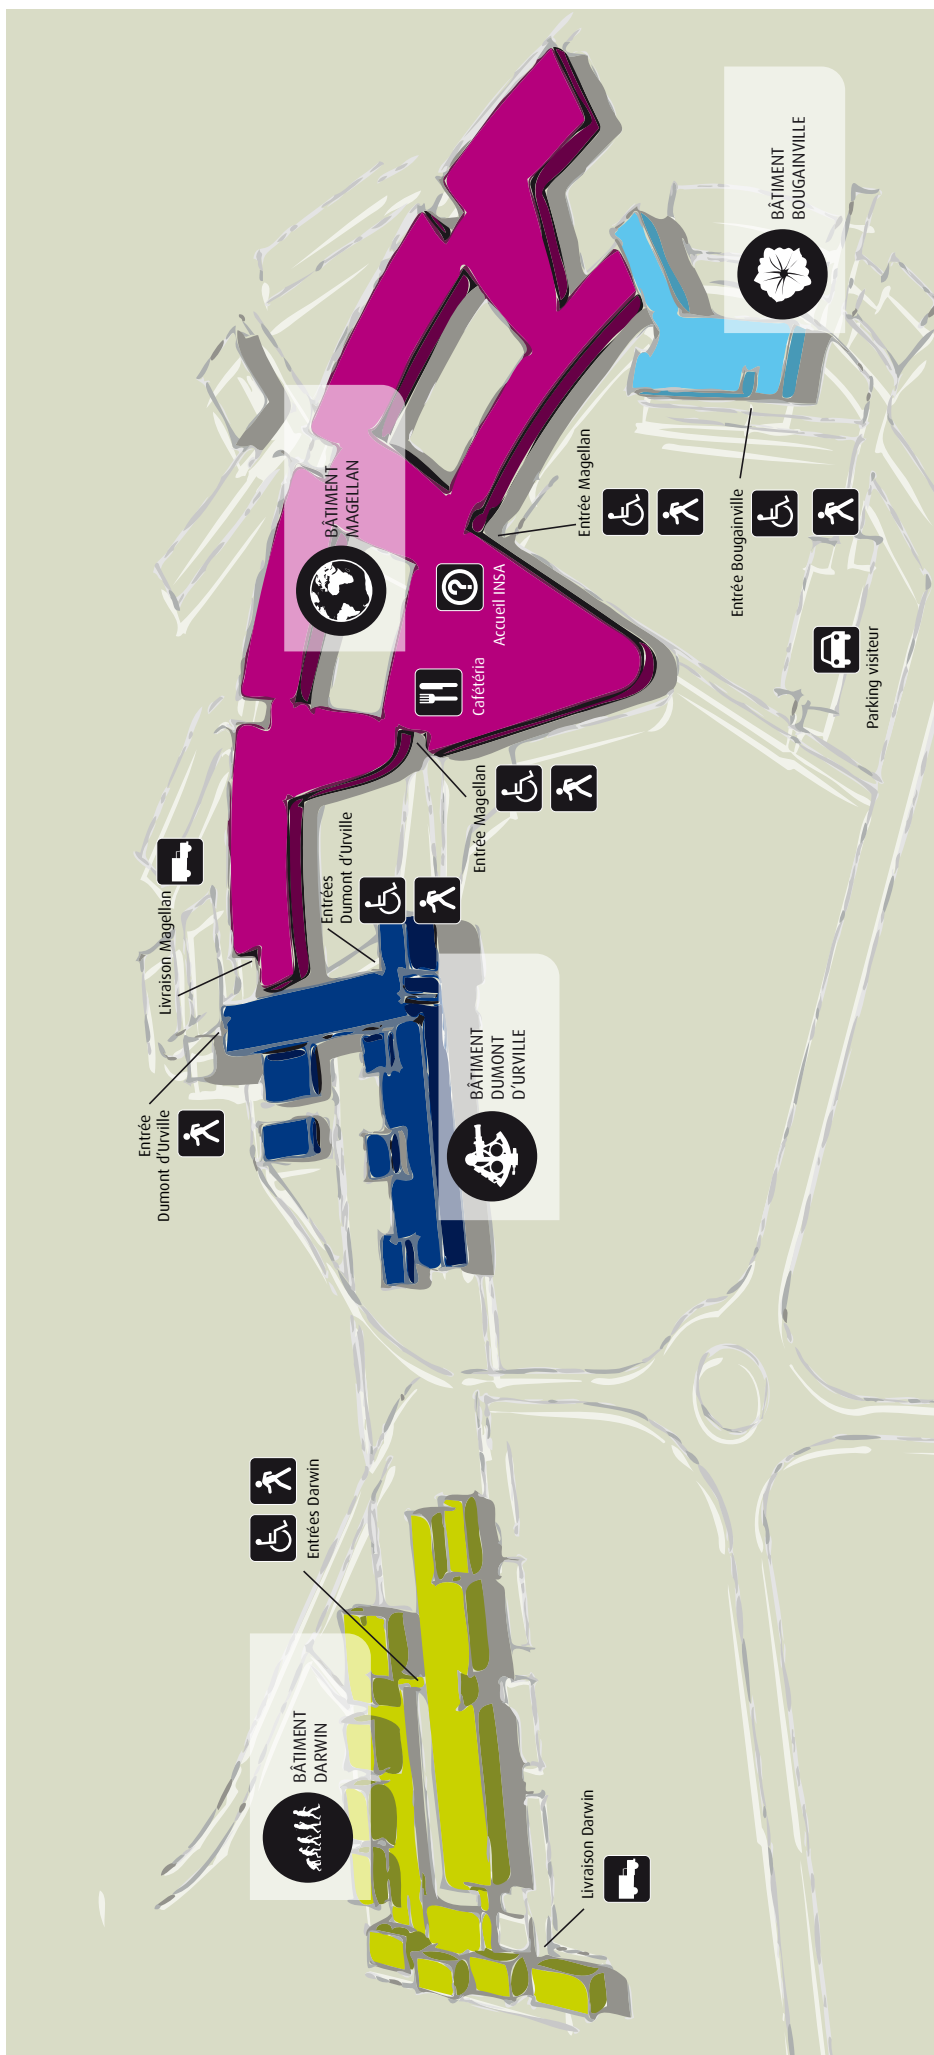 BÂTIMENT
DARWIN
Entrées Darwin
Livraison Darwin
Entrée
Dumont d'Urville
BÂTIMENT
DUMONT
D'URVILLE
Livraison Magellan
Entrées
Dumont d'Urville
Entrée Magellan
Cafétéria
Accueil INSA
BÂTIMENT
MAGELLAN
Entrée Magellan
Parking visiteur
Entrée Bougainville
BÂTIMENT
BOUGAINVILLE